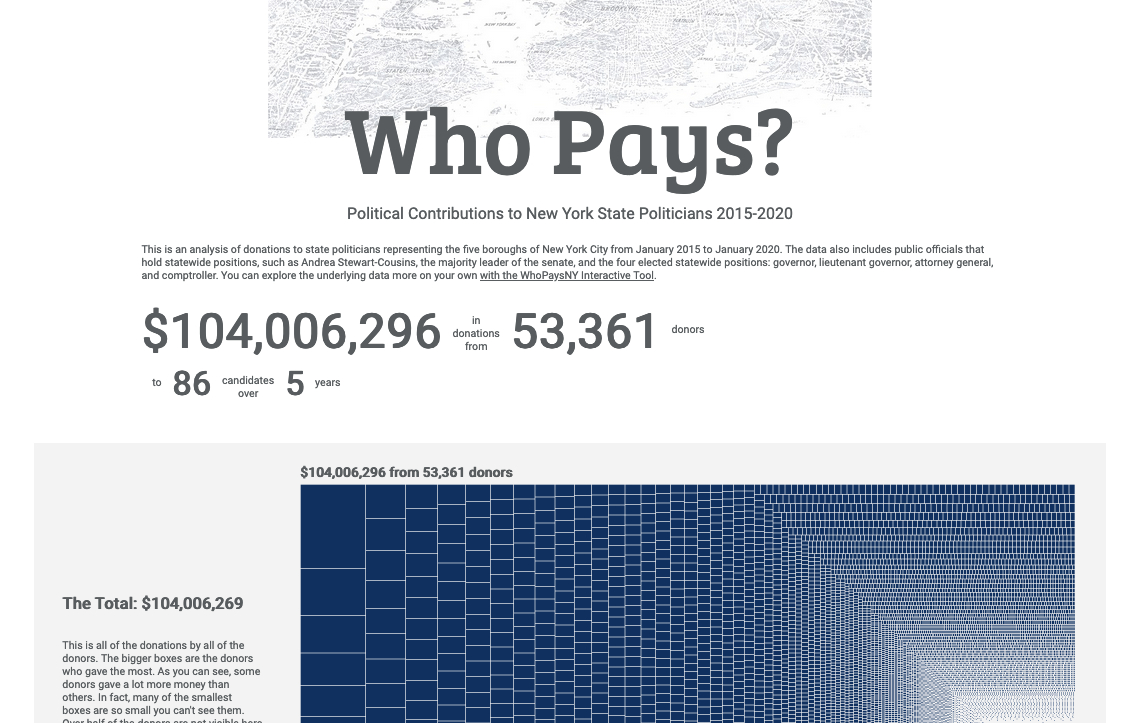 BROOKLYN
STATEN ISLAND
Who Pays?
Political Contributions to New York State Politicians 2015-2020
This is an analysis of donations to state politicians representing the five boroughs of New York City from January 2015 to January 2020. The data also includes public officials that
hold statewide positions, such as Andrea Stewart-Cousins, the majority leader of the senate, and the four elected statewide positions: governor, lieutenant governor, attorney general,
and comptroller. You can explore the underlying data more on your own with the WhoPaysNY Interactive Tool.
$104,006,296 in donations from 53,361 donors
to 86 candidates over 5 years
$104,006,296 from 53,361 donors
The Total: $104,006,269
This is all of the donations by all of the
donors. The bigger boxes are the donors
who gave the most. As you can see, some
donors gave a lot more money than
others. In fact, many of the smallest
boxes are so small you can't see them.
Over half of the donors are not visible here